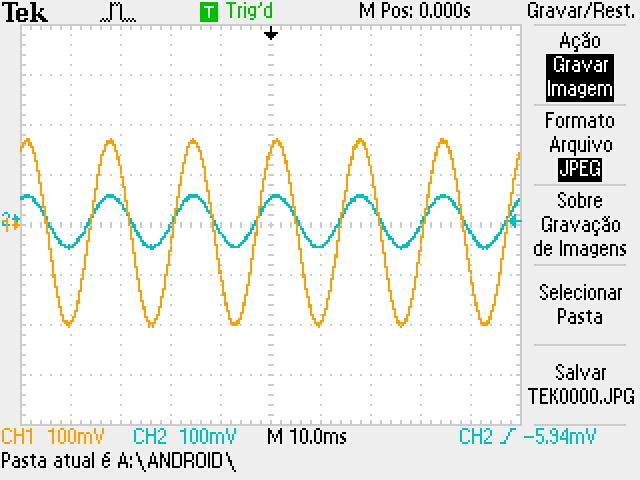 Tek T Trig'd M Pos: 0.000s Gravar/Rest.
Ação
Gravar
Imagem
Formato
Arquivo
JPEG
Sobre
Gravação
de Imagens
Selecionar
Pasta
Salvar
TEK0000.JPG
CH1 100mV CH2 100mV M 10.0ms CH2 -5.94mV
Pasta atual é A:\ANDROID\